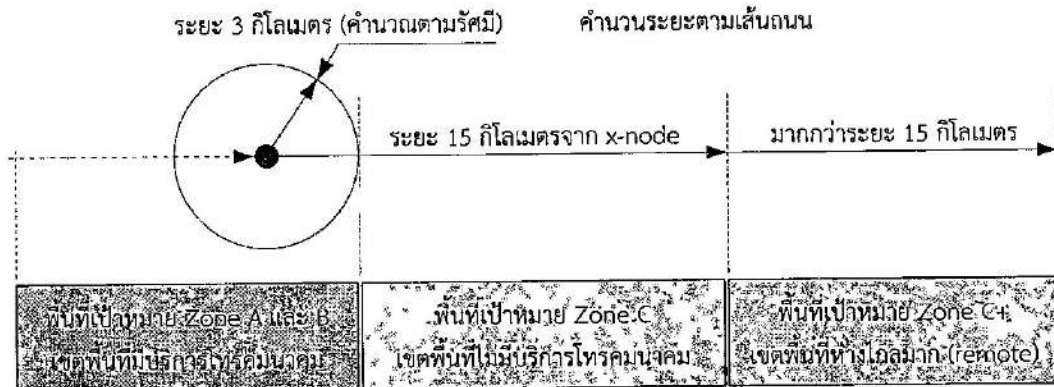 ระยะ 3 กิโลเมตร (คำนวณตามรัศมี)
คำนวนระยะตามเส้นถนน
ระยะ 15 กิโลเมตรจาก x-node
มากกว่าระยะ 15 กิโลเมตร
พื้นที่เป้าหมาย Zone A และ B
เขตพื้นที่มีบริการโทรคมนาคม
พื้นที่เป้าหมาย Zone C
เขตพื้นที่ไม่มีบริการโทรคมนาคม
พื้นที่เป้าหมาย Zone C+
เขตพื้นที่ห่างไกลมาก (remote)